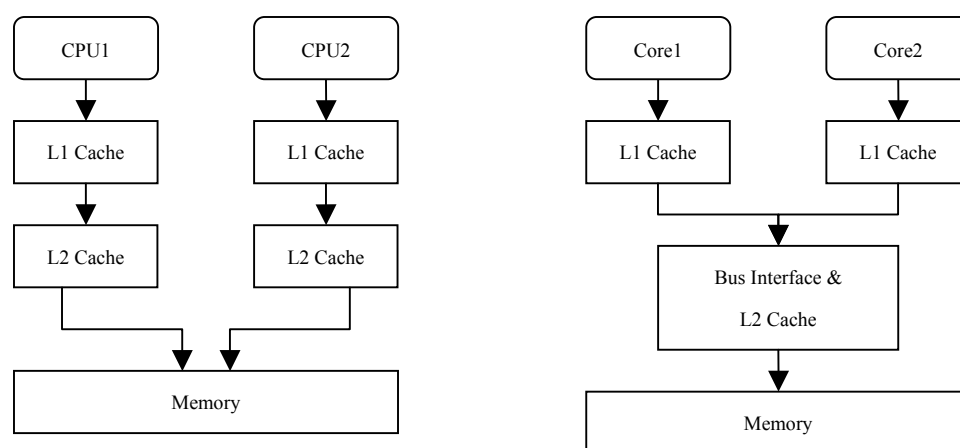 CPU1
CPU2
L1 Cache
L1 Cache
L2 Cache
L2 Cache
Memory
Core1
Core2
L1 Cache
L1 Cache
Bus Interface &
L2 Cache
Memory